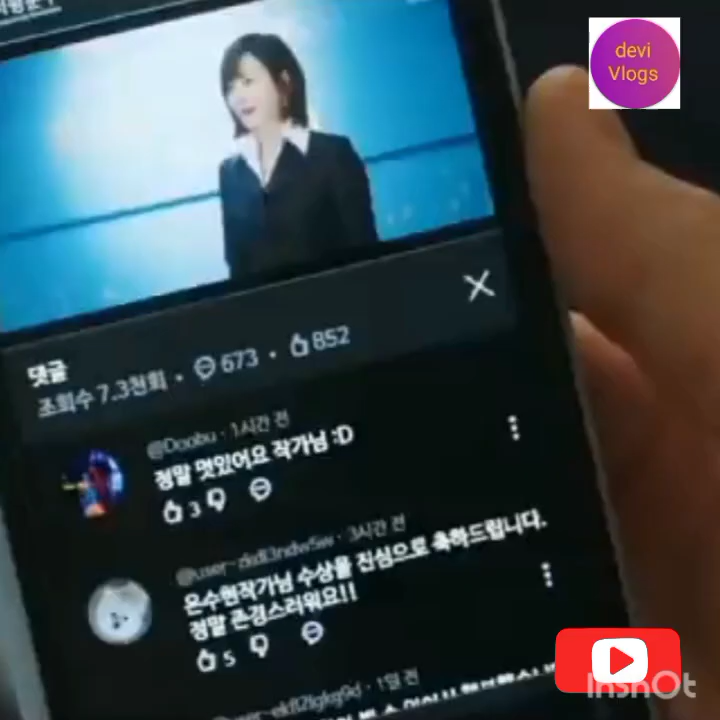 devi
Vlogs
댓글
조회수 7.3천회 · 673 · 852
@Doobu · 1시간 전
정말 멋있어요 작가님 :D
3
3시간 전
은수현작가님 수상을 진심으로 축하드립니다.
정말 존경스러워요!!
5
1일 전
InShOt